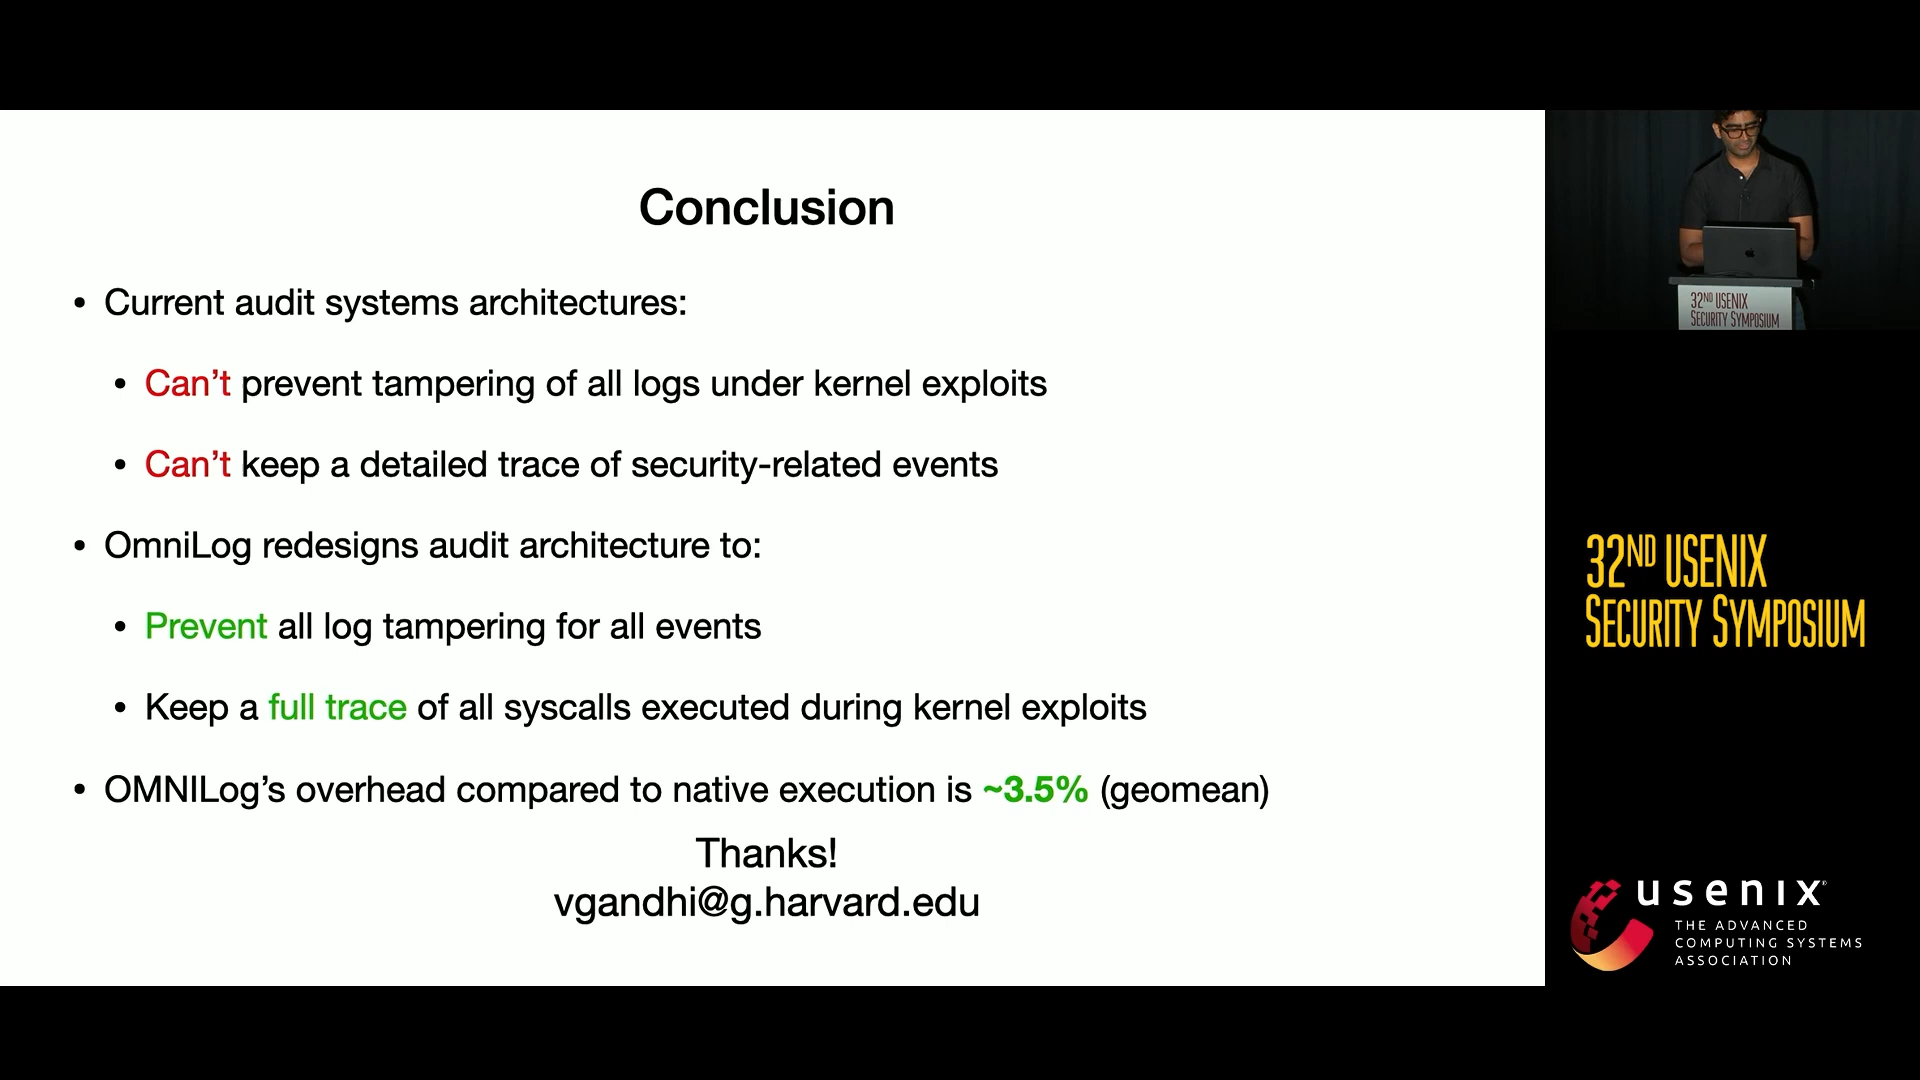 Conclusion
• Current audit systems architectures:
• Can’t prevent tampering of all logs under kernel exploits
• Can’t keep a detailed trace of security-related events
• OmniLog redesigns audit architecture to:
• Prevent all log tampering for all events
• Keep a full trace of all syscalls executed during kernel exploits
• OMNILog’s overhead compared to native execution is ~3.5% (geomean)
Thanks!
vgandhi@g.harvard.edu
32ND USENIX
SECURITY SYMPOSIUM
32ND USENIX
SECURITY SYMPOSIUM
usenix®
THE ADVANCED
COMPUTING SYSTEMS
ASSOCIATION